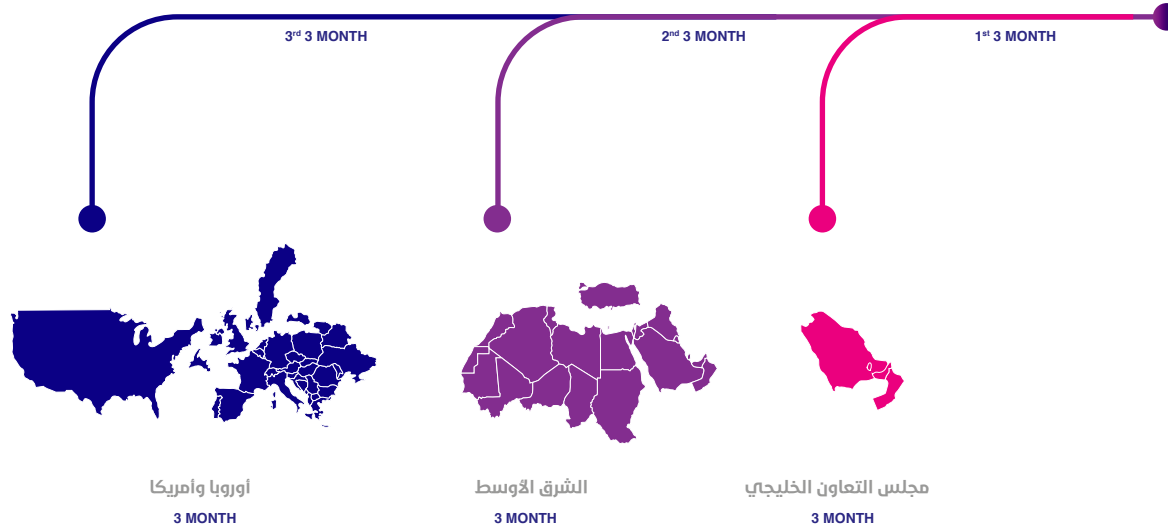 1st 3 MONTH
2nd 3 MONTH
3rd 3 MONTH
مجلس التعاون الخليجي
3 MONTH
الشرق الأوسط
3 MONTH
أوروبا وأمريكا
3 MONTH